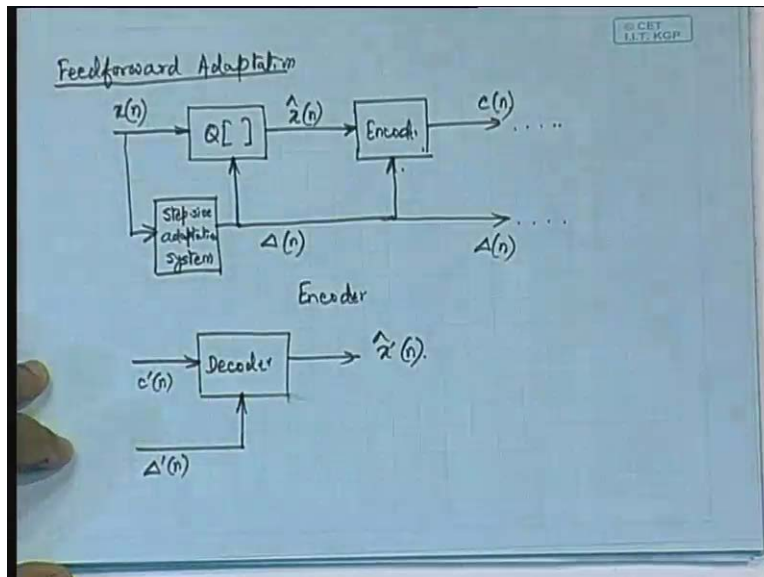 © CET
I.I.T. KGP
Feedforward Adaptation
x(n)
Q[ ]
x̂(n)
Encoder
c(n)
....
Step-size
adaptation
system
Δ(n)
Δ(n)
....
Encoder
c'(n)
Decoder
x̂'(n).
Δ'(n)